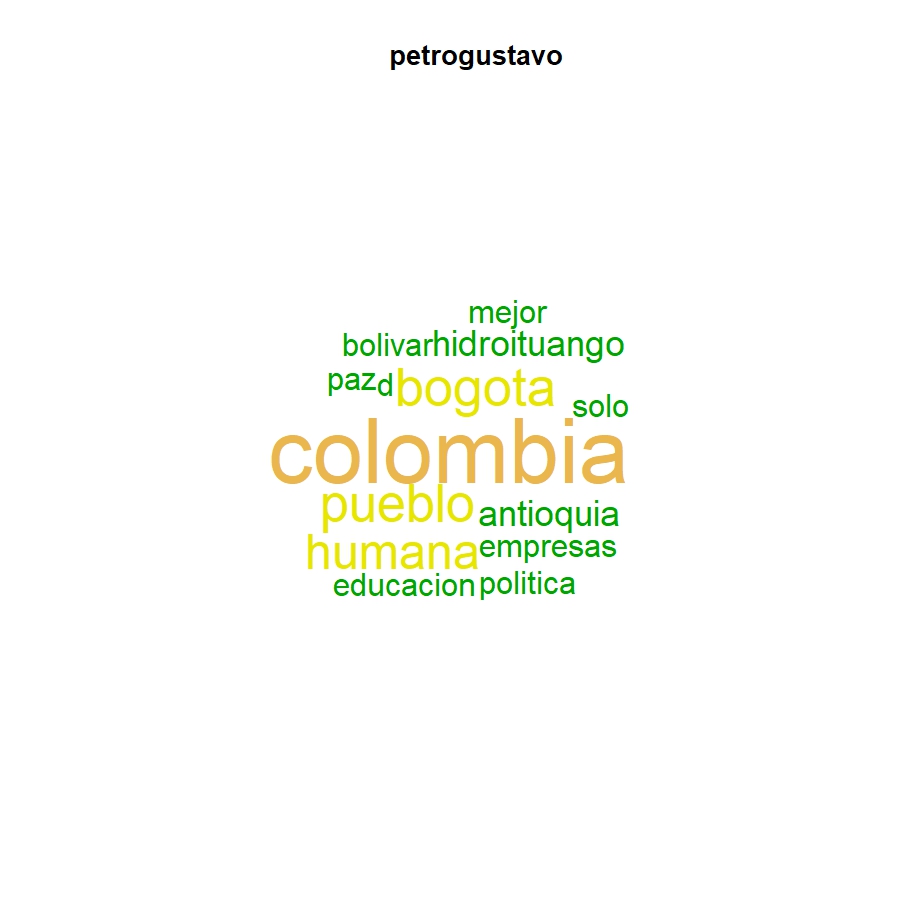 petrogustavo
mejor
bolivar hidroituango
paz d bogota
solo
colombia
pueblo antioquia
humana empresas
educacion politica